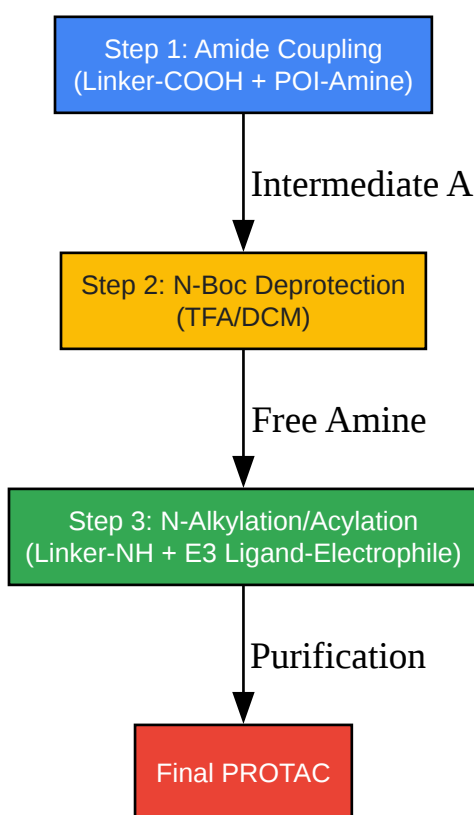 Step 1: Amide Coupling
(Linker-COOH + POI-Amine)
Intermediate A
Step 2: N-Boc Deprotection
(TFA/DCM)
Free Amine
Step 3: N-Alkylation/Acylation
(Linker-NH + E3 Ligand-Electrophile)
Purification
Final PROTAC